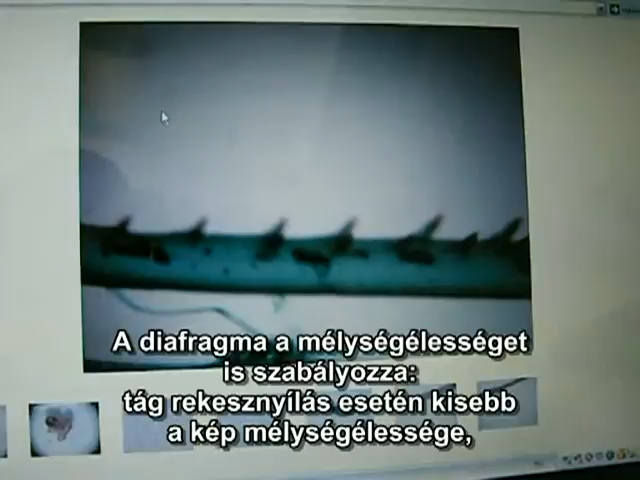 A diafragma a mélységélességet
is szabályozza:
tág rekesznyílás esetén kisebb
a kép mélységélessége,